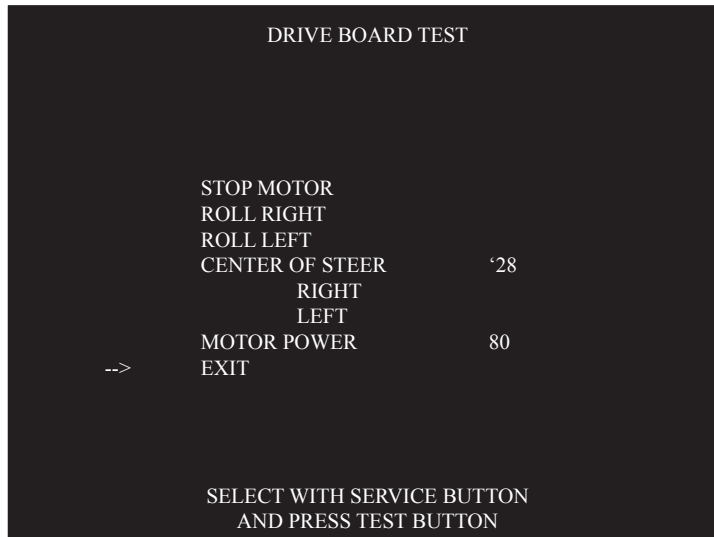 DRIVE BOARD TEST
STOP MOTOR
ROLL RIGHT
ROLL LEFT
CENTER OF STEER ‘28
RIGHT
LEFT
MOTOR POWER 80
--> EXIT
SELECT WITH SERVICE BUTTON
AND PRESS TEST BUTTON